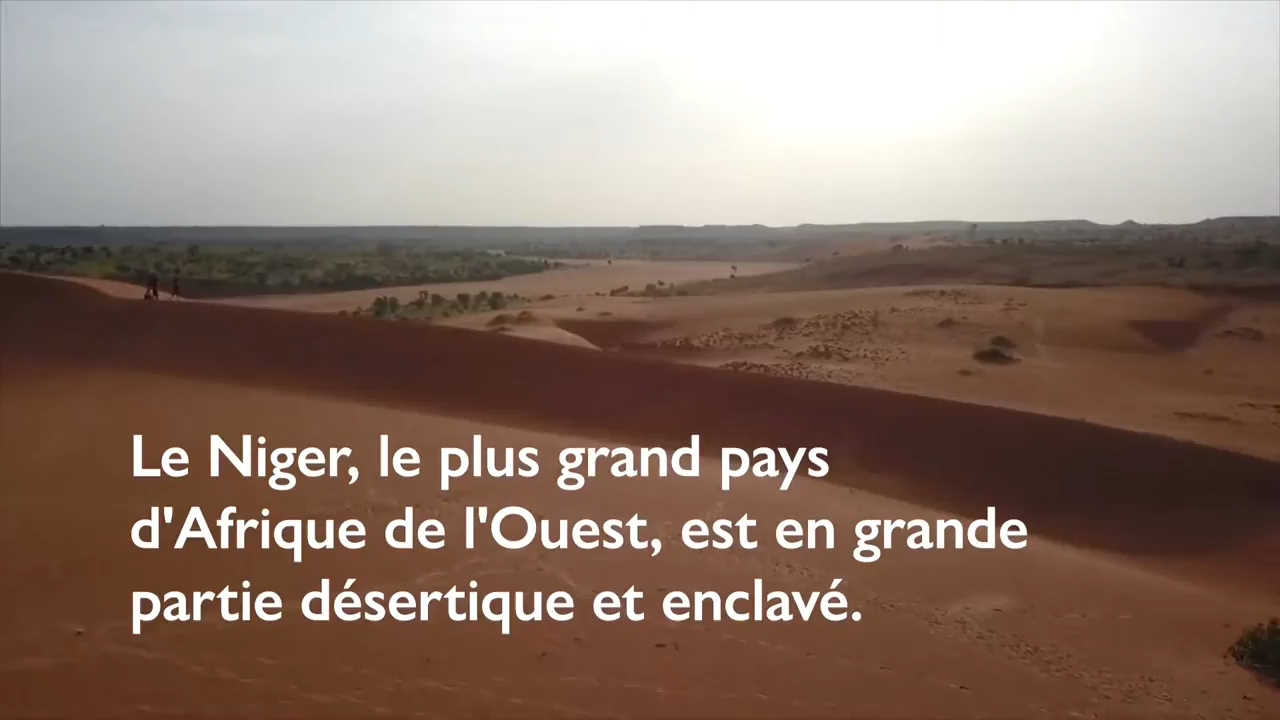 Le Niger, le plus grand pays
d'Afrique de l'Ouest, est en grande
partie désertique et enclavé.